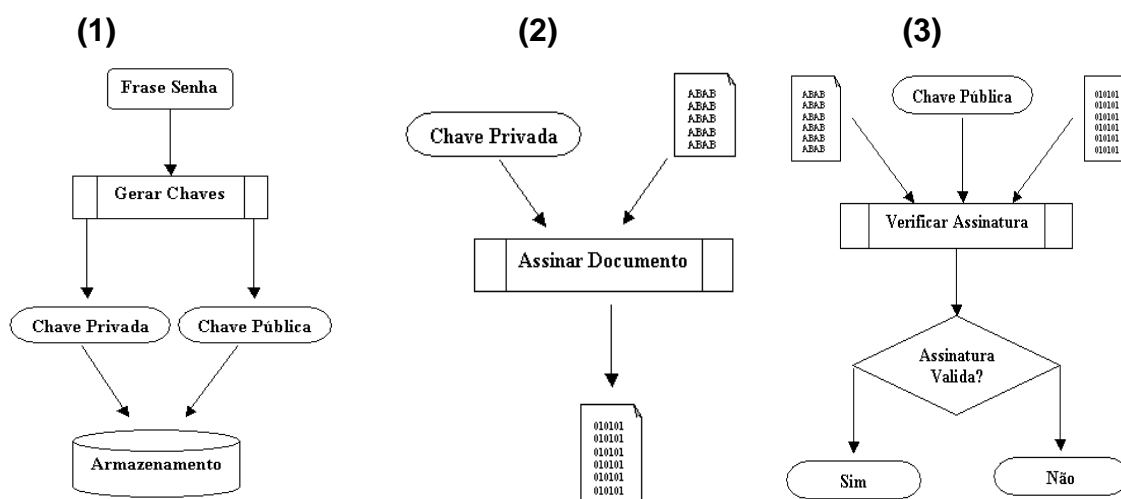 (1)
Frase Senha
Gerar Chaves
Chave Privada
Chave Pública
Armazenamento
(2)
Chave Privada
ABAB
ABAB
ABAB
ABAB
ABAB
Assinar Documento
010101
010101
010101
010101
010101
010101
(3)
ABAB
ABAB
ABAB
ABAB
ABAB
ABAB
Chave Pública
010101
010101
010101
010101
010101
010101
Verificar Assinatura
Assinatura
Valida?
Sim
Não